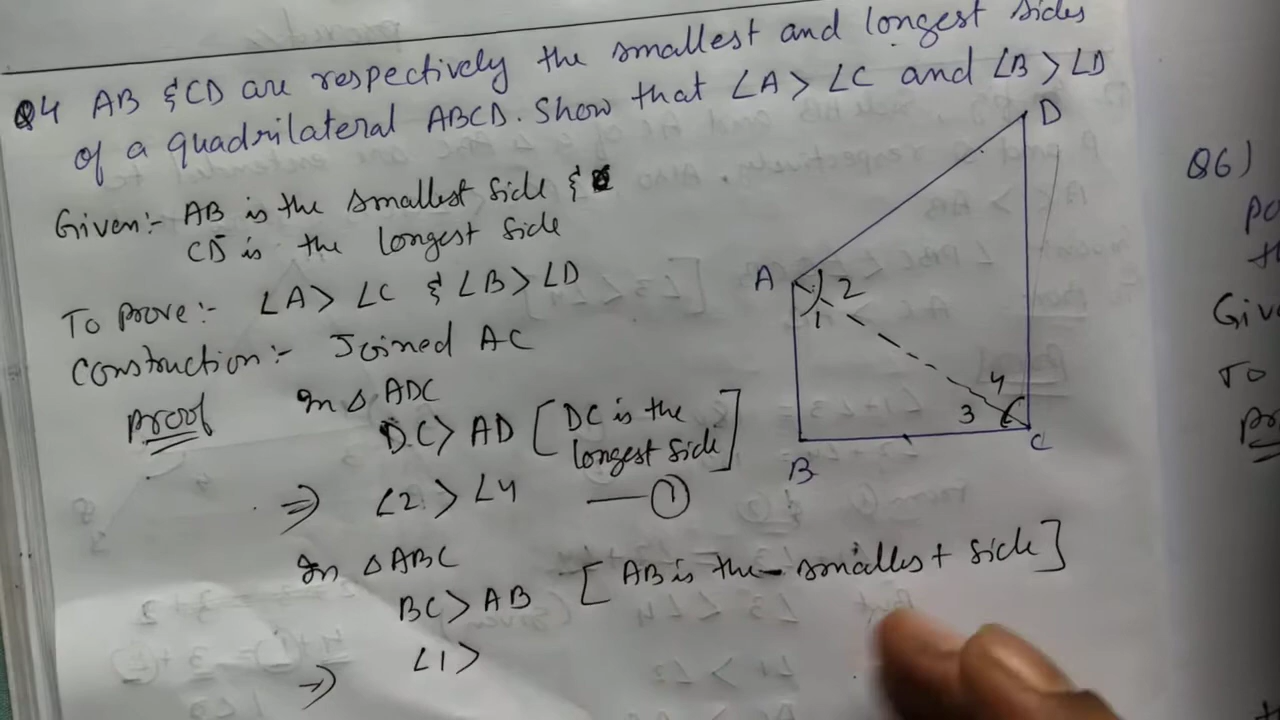 Q4 AB & CD are respectively the smallest and longest sides
of a quadrilateral ABCD. Show that ∠A > ∠C and ∠B > ∠D
Given:- AB is the smallest side &
CD is the longest side
To prove:- ∠A > ∠C & ∠B > ∠D
Construction:- Joined AC
Proof In △ ADC
DC > AD [DC is the
longest side]
⇒ ∠2 > ∠4 —— ①
In △ ABC
BC > AB [AB is the smallest side]
⇒ ∠1 >
D
A
2
1
4
3
B
C
Q6)
Give
To